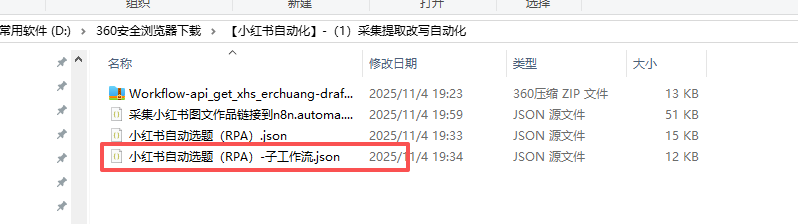 组织 新建 打开 选择
常用软件 (D:) > 360安全浏览器下载 > 【小红书自动化】-（1）采集提取改写自动化
名称 修改日期 类型 大小
Workflow-api_get_xhs_erchuang-draf... 2025/11/4 19:23 360压缩 ZIP 文件 13 KB
采集小红书图文作品链接到n8n.automa.... 2025/11/4 19:59 JSON 源文件 51 KB
小红书自动选题（RPA）.json 2025/11/4 19:33 JSON 源文件 15 KB
小红书自动选题（RPA）-子工作流.json 2025/11/4 19:34 JSON 源文件 12 KB